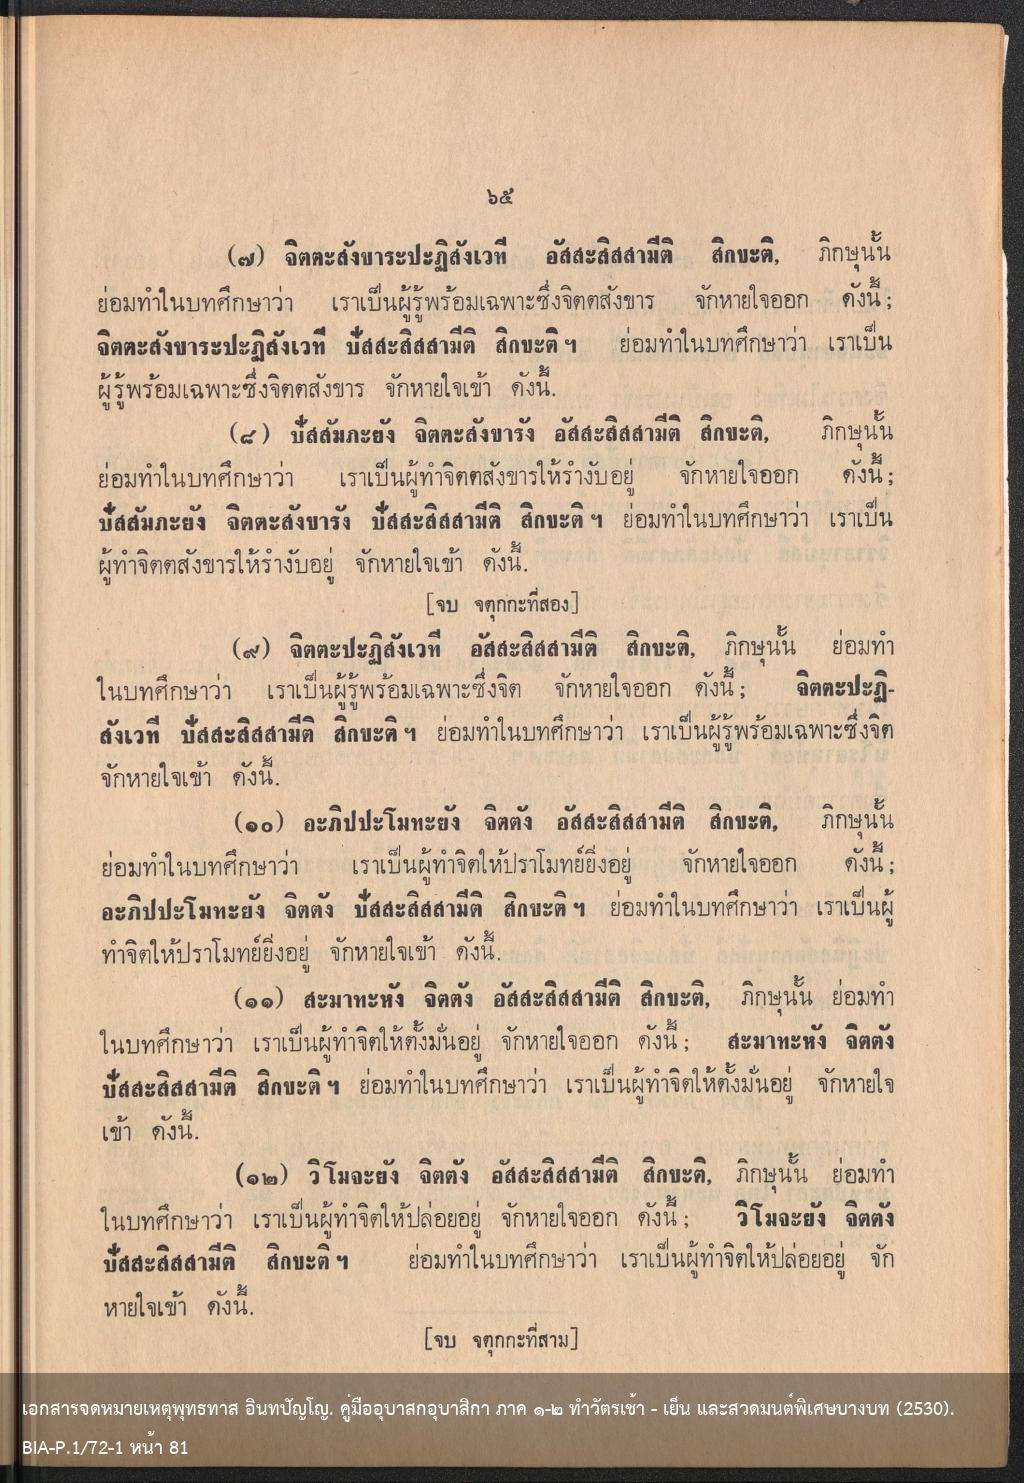 ๖๕
(๗) จิตตะสังขาระปะฏิสังเวที อัสสะสิสสามีติ สิกขะติ, ภิกษุนั้น
ย่อมทำในบทศึกษาว่า เราเป็นผู้รู้พร้อมเฉพาะซึ่งจิตตสังขาร จักหายใจออก ดังนี้ ;
จิตตะสังขาระปะฏิสังเวที ปัสสะสิสสามีติ สิกขะติ ฯ ย่อมทำในบทศึกษาว่า เราเป็น
ผู้รู้พร้อมเฉพาะซึ่งจิตตสังขาร จักหายใจเข้า ดังนี้.
(๘) ปัสสัมภะยัง จิตตะสังขารัง อัสสะสิสสามีติ สิกขะติ, ภิกษุนั้น
ย่อมทำในบทศึกษาว่า เราเป็นผู้ทำจิตตสังขารให้รำงับอยู่ จักหายใจออก ดังนี้ ;
ปัสสัมภะยัง จิตตะสังขารัง ปัสสะสิสสามีติ สิกขะติ ฯ ย่อมทำในบทศึกษาว่า เราเป็น
ผู้ทำจิตตสังขารให้รำงับอยู่ จักหายใจเข้า ดังนี้.
[จบ จตุกกะที่สอง]
(๙) จิตตะปะฏิสังเวที อัสสะสิสสามีติ สิกขะติ, ภิกษุนั้น ย่อมทำ
ในบทศึกษาว่า เราเป็นผู้รู้พร้อมเฉพาะซึ่งจิต จักหายใจออก ดังนี้ ; จิตตะปะฏิ-
สังเวที ปัสสะสิสสามีติ สิกขะติ ฯ ย่อมทำในบทศึกษาว่า เราเป็นผู้รู้พร้อมเฉพาะซึ่งจิต
จักหายใจเข้า ดังนี้.
(๑๐) อะภิปปะโมทะยัง จิตตัง อัสสะสิสสามีติ สิกขะติ, ภิกษุนั้น
ย่อมทำในบทศึกษาว่า เราเป็นผู้ทำจิตให้ปราโมทย์ยิ่งอยู่ จักหายใจออก ดังนี้ ;
อะภิปปะโมทะยัง จิตตัง ปัสสะสิสสามีติ สิกขะติ ฯ ย่อมทำในบทศึกษาว่า เราเป็นผู้
ทำจิตให้ปราโมทย์ยิ่งอยู่ จักหายใจเข้า ดังนี้.
(๑๑) สะมาทะหัง จิตตัง อัสสะสิสสามีติ สิกขะติ, ภิกษุนั้น ย่อมทำ
ในบทศึกษาว่า เราเป็นผู้ทำจิตให้ตั้งมั่นอยู่ จักหายใจออก ดังนี้ ; สะมาทะหัง จิตตัง
ปัสสะสิสสามีติ สิกขะติ ฯ ย่อมทำในบทศึกษาว่า เราเป็นผู้ทำจิตให้ตั้งมั่นอยู่ จักหายใจ
เข้า ดังนี้.
(๑๒) วิโมจะยัง จิตตัง อัสสะสิสสามีติ สิกขะติ, ภิกษุนั้น ย่อมทำ
ในบทศึกษาว่า เราเป็นผู้ทำจิตให้ปล่อยอยู่ จักหายใจออก ดังนี้ ; วิโมจะยัง จิตตัง
ปัสสะสิสสามีติ สิกขะติ ฯ ย่อมทำในบทศึกษาว่า เราเป็นผู้ทำจิตให้ปล่อยอยู่ จัก
หายใจเข้า ดังนี้.
[จบ จตุกกะที่สาม]
เอกสารจดหมายเหตุพุทธทาส อินทปัญโญ. คู่มืออุบาสกอุบาสิกา ภาค ๑-๒ ทำวัตรเช้า - เย็น และสวดมนต์พิเศษบางบท (2530).
BIA-P.1/72-1 หน้า 81